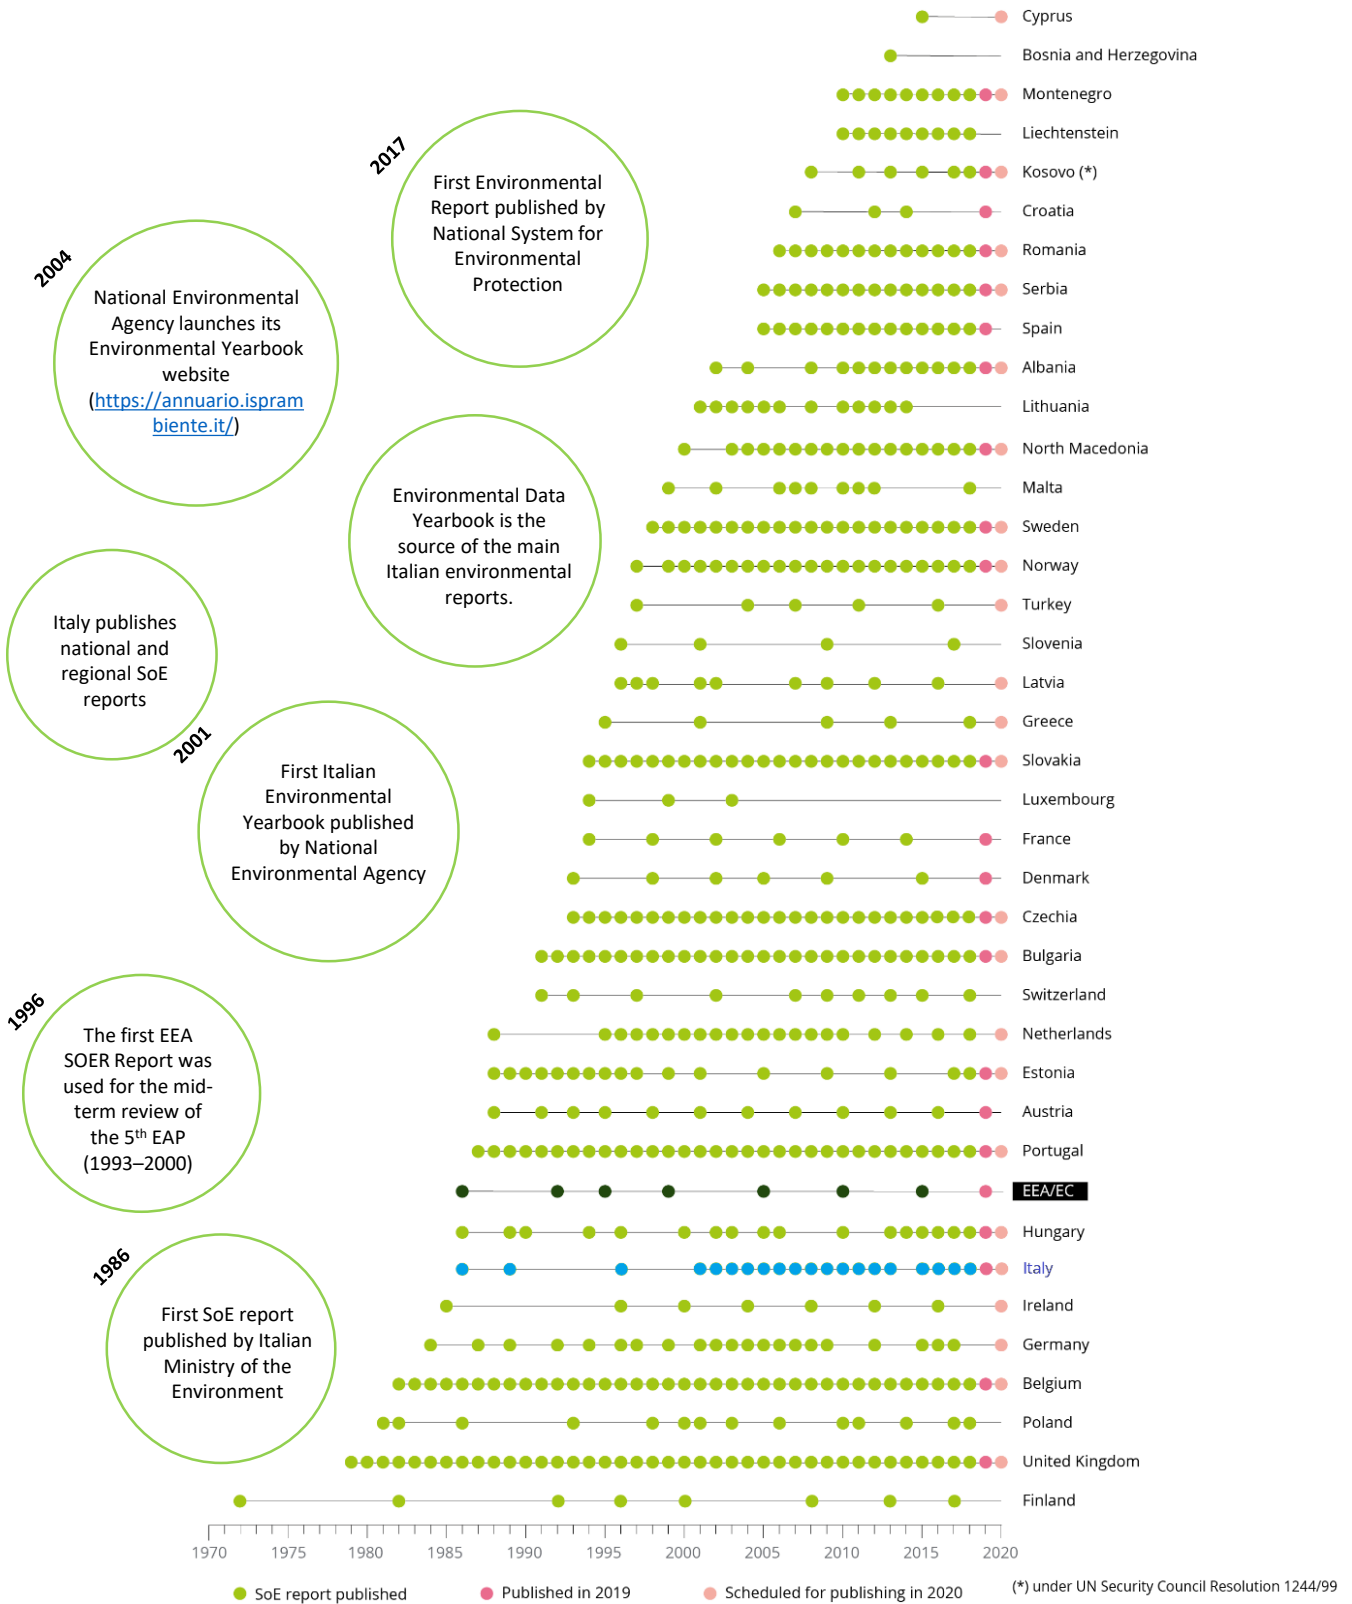 2017
First Environmental
Report published by
National System for
Environmental
Protection
2004
National Environmental
Agency launches its
Environmental Yearbook
website
(https://annuario.ispram
biente.it/)
Environmental Data
Yearbook is the
source of the main
Italian environmental
reports.
Italy publishes
national and
regional SoE
reports
2001
First Italian
Environmental
Yearbook published
by National
Environmental Agency
1996
The first EEA
SOER Report was
used for the mid-
term review of
the 5th EAP
(1993–2000)
1986
First SoE report
published by Italian
Ministry of the
Environment
Cyprus
Bosnia and Herzegovina
Montenegro
Liechtenstein
Kosovo (*)
Croatia
Romania
Serbia
Spain
Albania
Lithuania
North Macedonia
Malta
Sweden
Norway
Turkey
Slovenia
Latvia
Greece
Slovakia
Luxembourg
France
Denmark
Czechia
Bulgaria
Switzerland
Netherlands
Estonia
Austria
Portugal
EEA/EC
Hungary
Italy
Ireland
Germany
Belgium
Poland
United Kingdom
Finland
1970 1975 1980 1985 1990 1995 2000 2005 2010 2015 2020
SoE report published Published in 2019 Scheduled for publishing in 2020 (*) under UN Security Council Resolution 1244/99